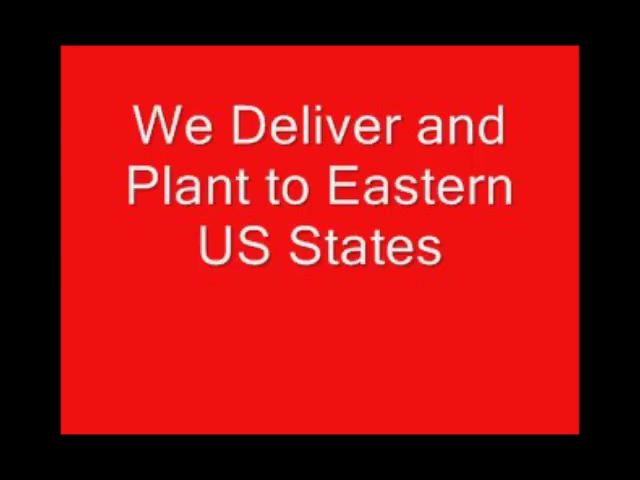 We Deliver and
Plant to Eastern
US States